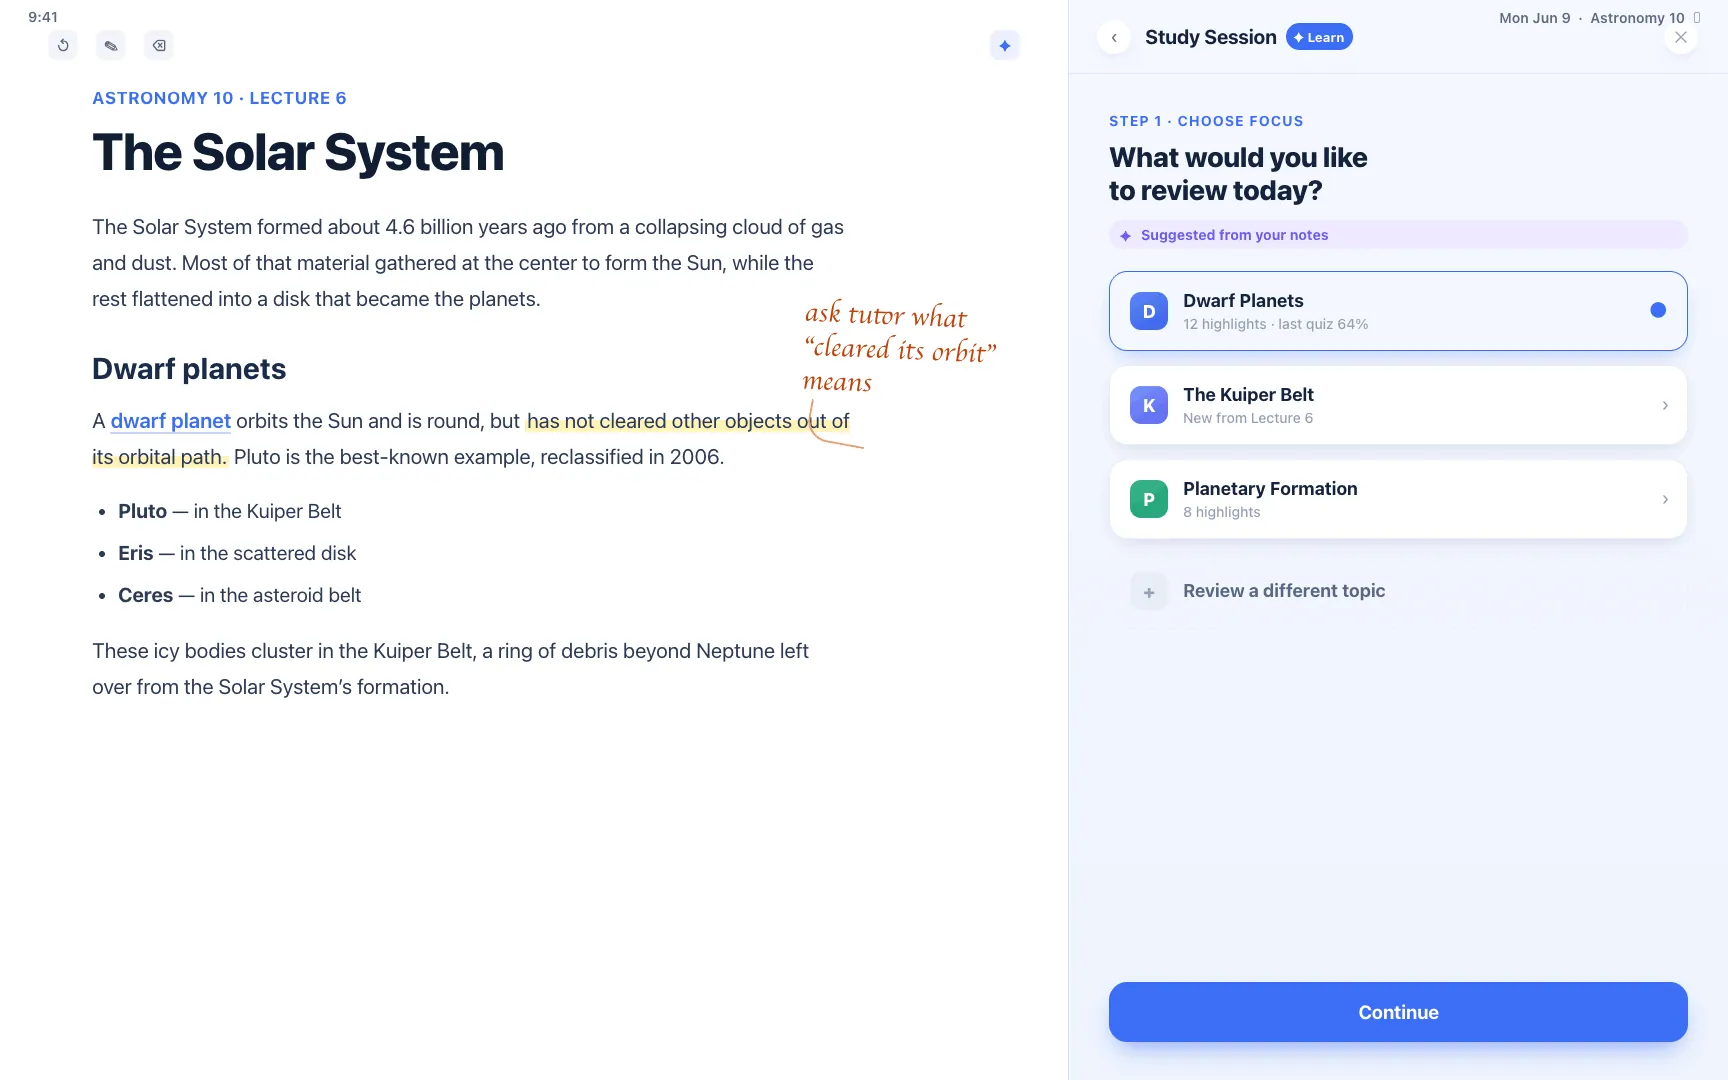 9:41
ASTRONOMY 10 · LECTURE 6
The Solar System
The Solar System formed about 4.6 billion years ago from a collapsing cloud of gas
and dust. Most of that material gathered at the center to form the Sun, while the
rest flattened into a disk that became the planets.
ask tutor what
“cleared its orbit”
means
Dwarf planets
A dwarf planet orbits the Sun and is round, but has not cleared other objects out of
its orbital path. Pluto is the best-known example, reclassified in 2006.
• Pluto — in the Kuiper Belt
• Eris — in the scattered disk
• Ceres — in the asteroid belt
These icy bodies cluster in the Kuiper Belt, a ring of debris beyond Neptune left
over from the Solar System’s formation.
Mon Jun 9 · Astronomy 10
Study Session
Learn
STEP 1 · CHOOSE FOCUS
What would you like
to review today?
Suggested from your notes
D
Dwarf Planets
12 highlights · last quiz 64%
K
The Kuiper Belt
New from Lecture 6
P
Planetary Formation
8 highlights
+
Review a different topic
Continue